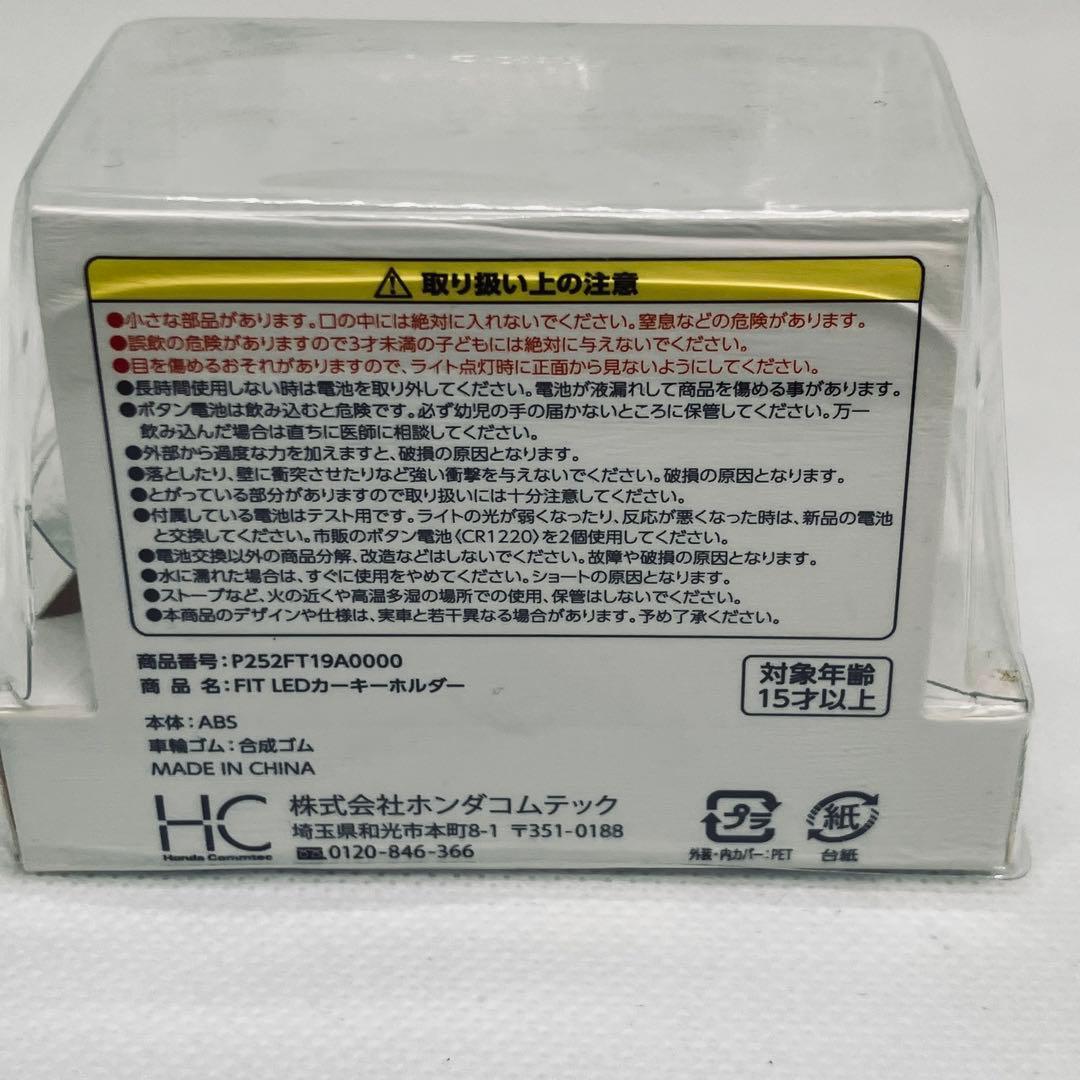 取り扱い上の注意
●小さな部品があります。口の中には絶対に入れないでください。窒息などの危険があります。
●誤飲の危険がありますので3才未満の子どもには絶対に与えないでください。
●目を傷めるおそれがありますので、ライト点灯時に正面から見ないようにしてください。
●長時間使用しない時は電池を取り外してください。電池が液漏れして商品を傷める事があります。
●ボタン電池は飲み込むと危険です。必ず幼児の手の届かないところに保管してください。万一
飲み込んだ場合は直ちに医師に相談してください。
●外部から過度な力を加えますと、破損の原因となります。
●落としたり、壁に衝突させたりなど強い衝撃を与えないでください。破損の原因となります。
●とがっている部分がありますので取り扱いには十分注意してください。
●付属している電池はテスト用です。ライトの光が弱くなったり、反応が悪くなった時は、新品の電池
と交換してください。市販のボタン電池〈CR1220〉を2個使用してください。
●電池交換以外の商品分解、改造などはしないでください。故障や破損の原因となります。
●水に濡れた場合は、すぐに使用をやめてください。ショートの原因となります。
●ストーブなど、火の近くや高温多湿の場所での使用、保管はしないでください。
●本商品のデザインや仕様は、実車と若干異なる場合があります。予め了承ください。
商品番号：P252FT19A0000
商品名：FIT LEDカーキーホルダー
対象年齢
15才以上
本体：ABS
車輪ゴム：合成ゴム
MADE IN CHINA
HC
Honda Commtec
株式会社ホンダコムテック
埼玉県和光市本町8-1 〒351-0188
0120-846-366
プラ
外装・内カバー：PET
紙
台紙